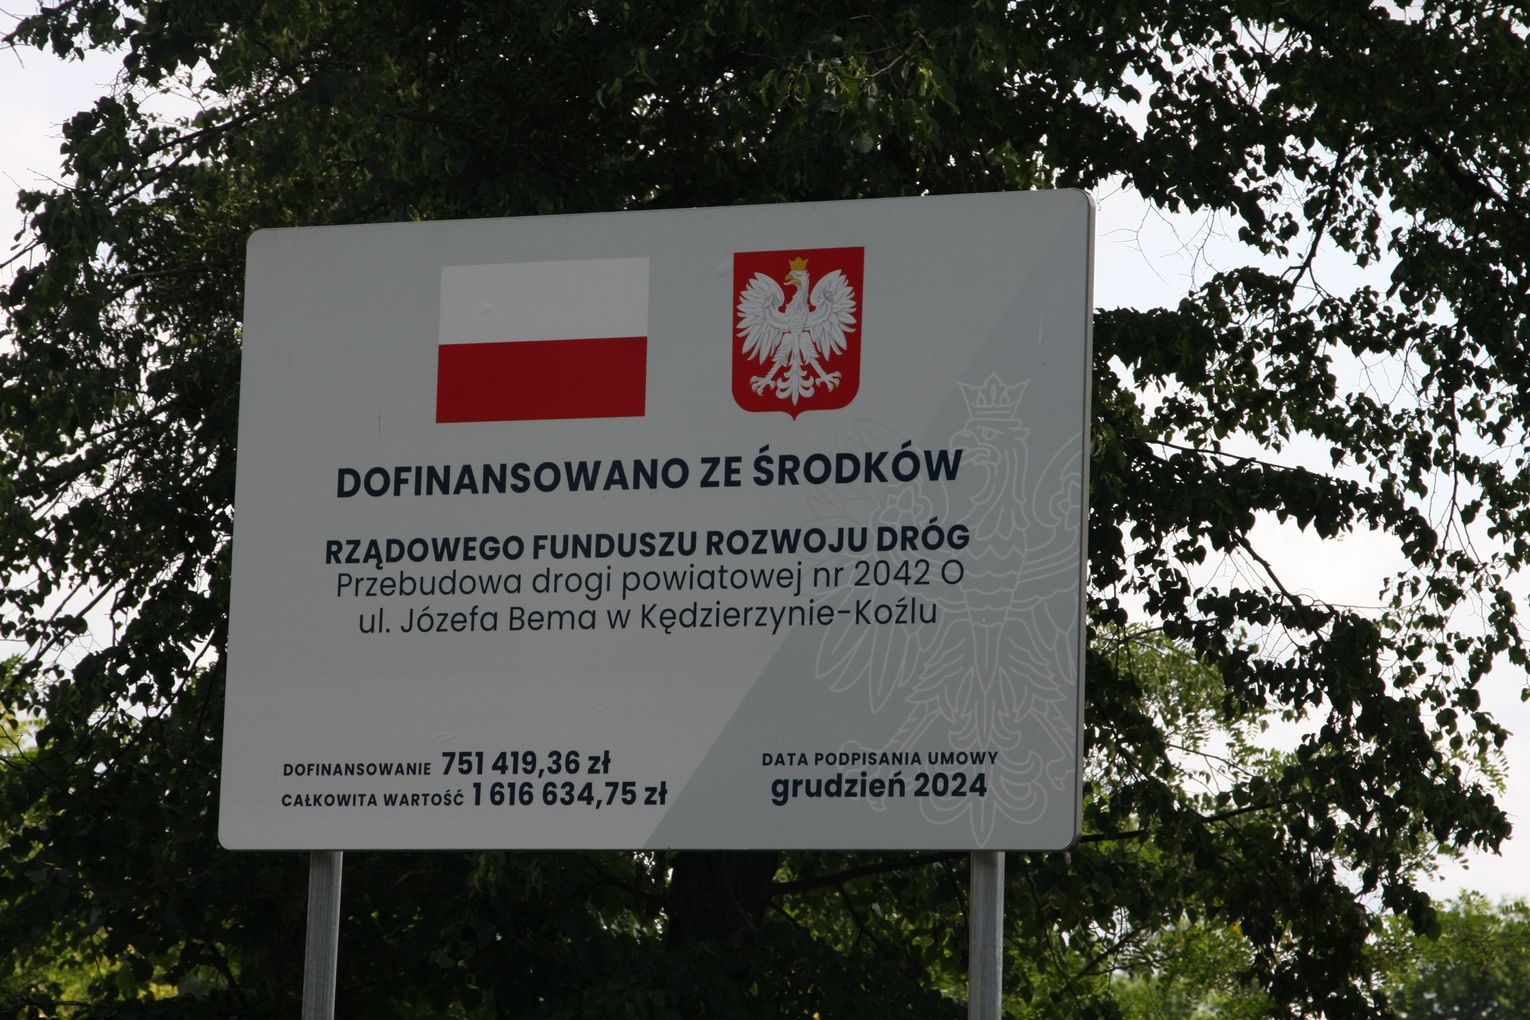 DOFINANSOWANO ZE ŚRODKÓW
RZĄDOWEGO FUNDUSZU ROZWOJU DRÓG
Przebudowa drogi powiatowej nr 2042 O
ul. Józefa Bema w Kędzierzynie-Koźlu
DOFINANSOWANIE 751 419,36 zł
CAŁKOWITA WARTOŚĆ 1 616 634,75 zł
DATA PODPISANIA UMOWY
grudzień 2024